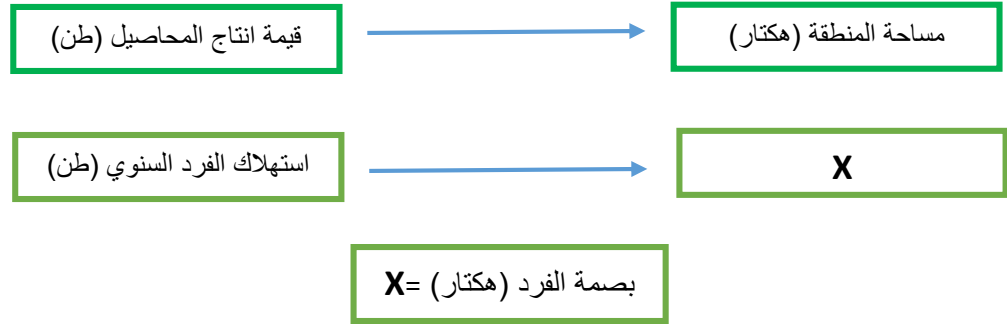 قيمة انتاج المحاصيل (طن)
مساحة المنطقة (هكتار)
استهلاك الفرد السنوي (طن)
X
بصمة الفرد (هكتار) =X